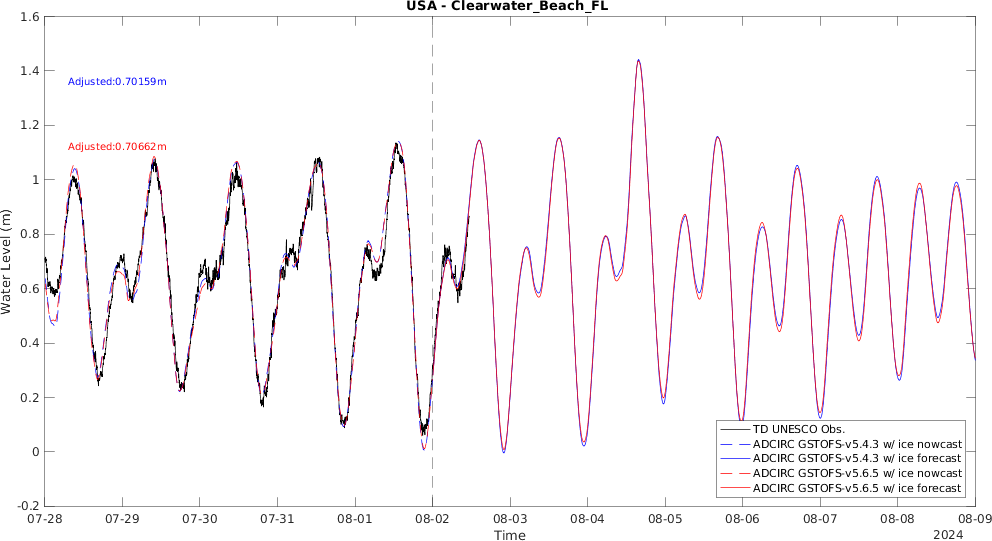 USA - Clearwater_Beach_FL
1.6
1.4
1.2
1
0.8
0.6
0.4
0.2
0
-0.2
Water Level (m)
Adjusted:0.70159m
Adjusted:0.70662m
TD UNESCO Obs.
ADCIRC GSTOFS-v5.4.3 w/ ice nowcast
ADCIRC GSTOFS-v5.4.3 w/ ice forecast
ADCIRC GSTOFS-v5.6.5 w/ ice nowcast
ADCIRC GSTOFS-v5.6.5 w/ ice forecast
07-28 07-29 07-30 07-31 08-01 08-02 08-03 08-04 08-05 08-06 08-07 08-08 08-09
Time
2024